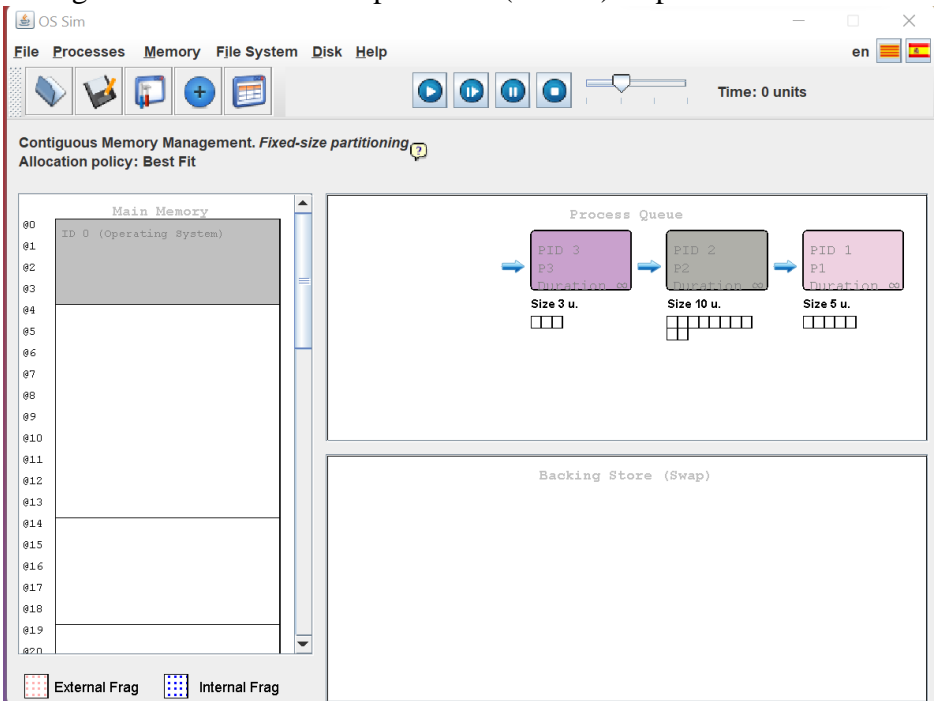 OS Sim
File Processes Memory File System Disk Help
en
Time: 0 units
Contiguous Memory Management. Fixed-size partitioning
?
Allocation policy: Best Fit
Main Memory
@0
ID 0 (Operating System)
@1
@2
@3
@4
@5
@6
@7
@8
@9
@10
@11
@12
@13
@14
@15
@16
@17
@18
@19
@20
External Frag
Internal Frag
Process Queue
PID 3
P3
Duration ∞
Size 3 u.
PID 2
P2
Duration ∞
Size 10 u.
PID 1
P1
Duration ∞
Size 5 u.
Backing Store (Swap)